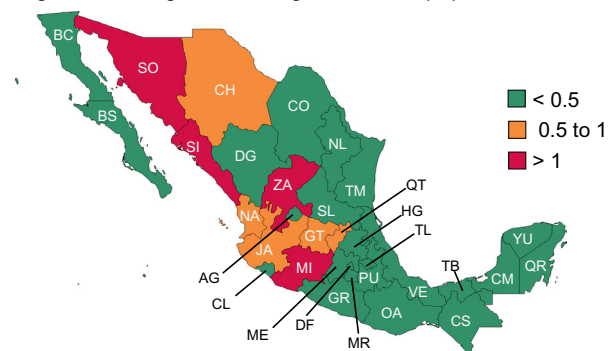 BC
SO
CH
CO
BS
SI
DG
NL
ZA
TM
NA
SL
QT
HG
TL
JA
GT
AG
MI
CL
ME
DF
MR
GR
PU
OA
VE
TB
CS
CM
YU
QR
< 0.5
0.5 to 1
> 1